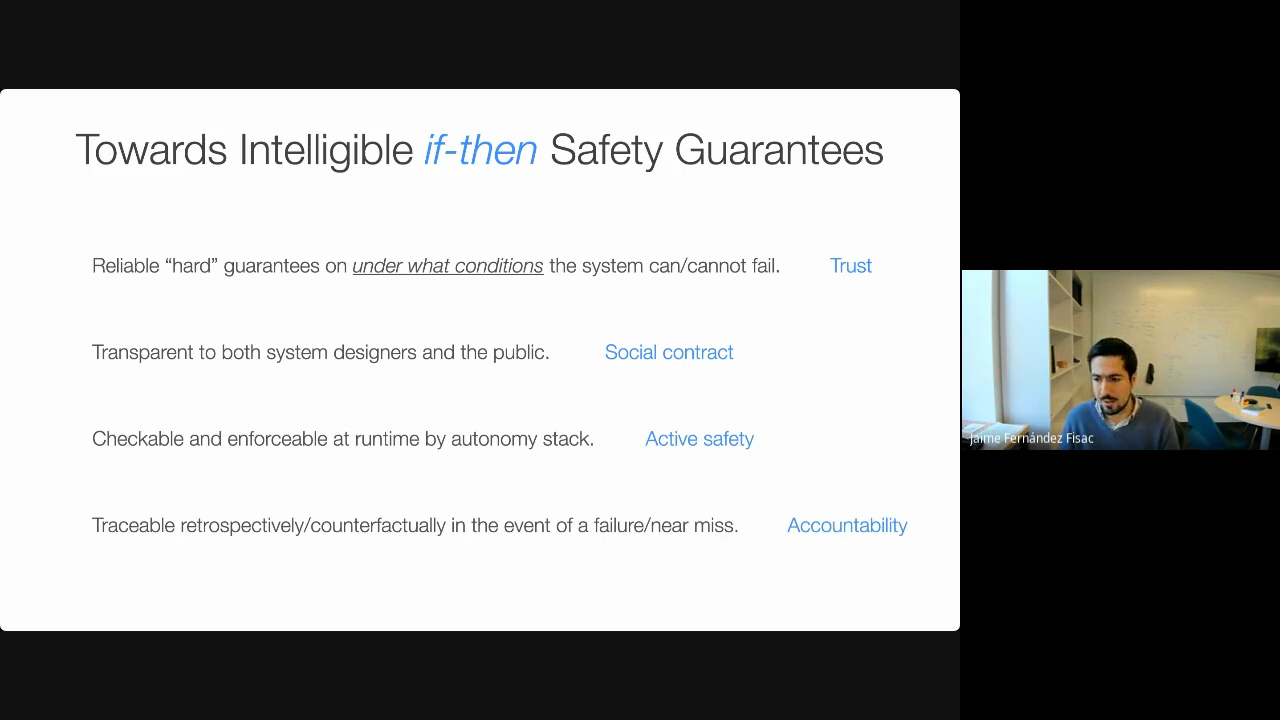 Towards Intelligible if-then Safety Guarantees
Reliable “hard” guarantees on under what conditions the system can/cannot fail. Trust
Transparent to both system designers and the public. Social contract
Checkable and enforceable at runtime by autonomy stack. Active safety
Traceable retrospectively/counterfactually in the event of a failure/near miss. Accountability
Jaime Fernández Fisac